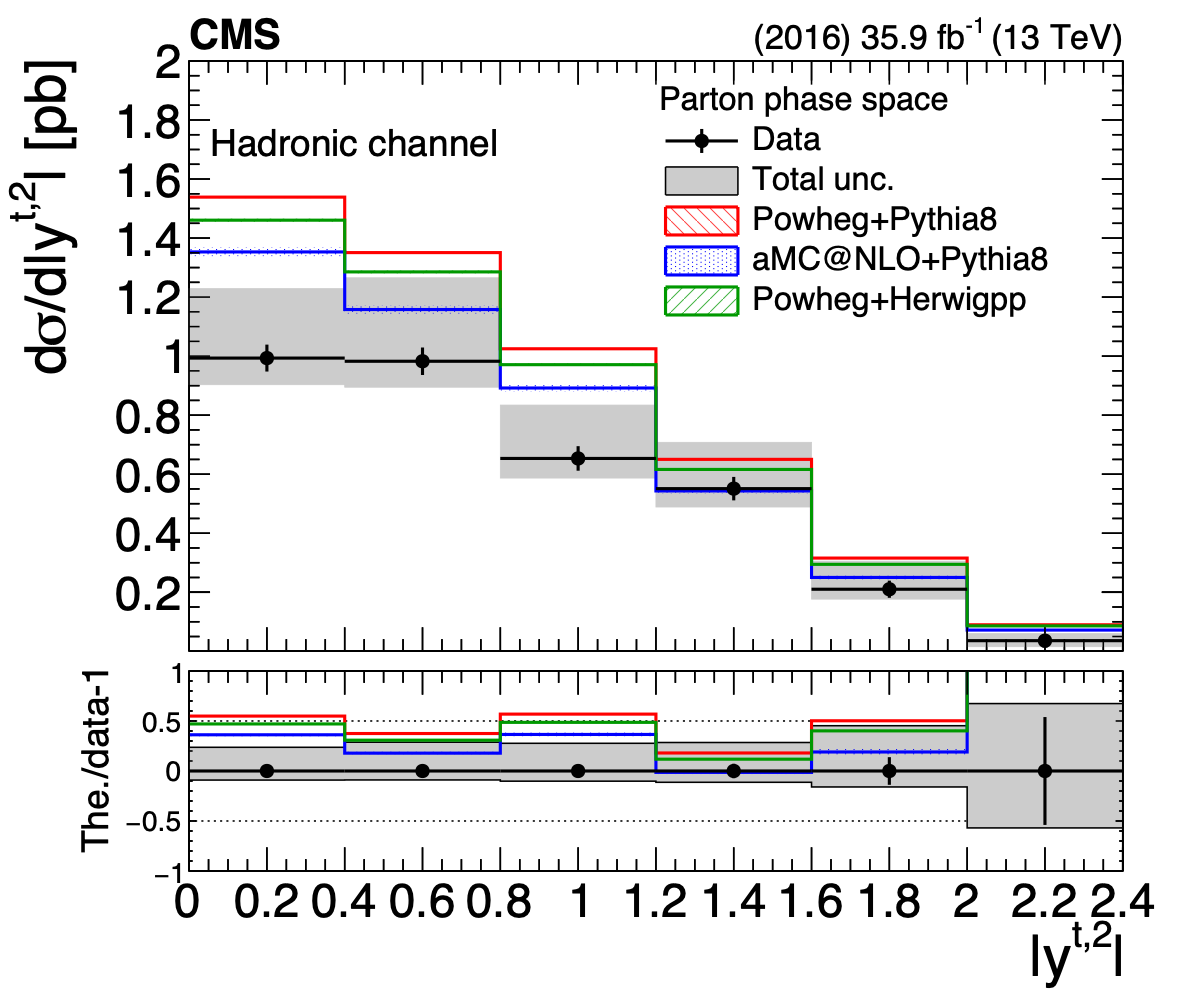 CMS (2016) 35.9 fb⁻¹ (13 TeV)
dσ/d|y^{t,2}| [pb]
2
1.8
1.6
1.4
1.2
1
0.8
0.6
0.4
0.2
Hadronic channel
Parton phase space
Data
Total unc.
Powheg+Pythia8
aMC@NLO+Pythia8
Powheg+Herwigpp
The./data-1
1
0.5
0
−0.5
−1
0 0.2 0.4 0.6 0.8 1 1.2 1.4 1.6 1.8 2 2.2 2.4
|y^{t,2}|